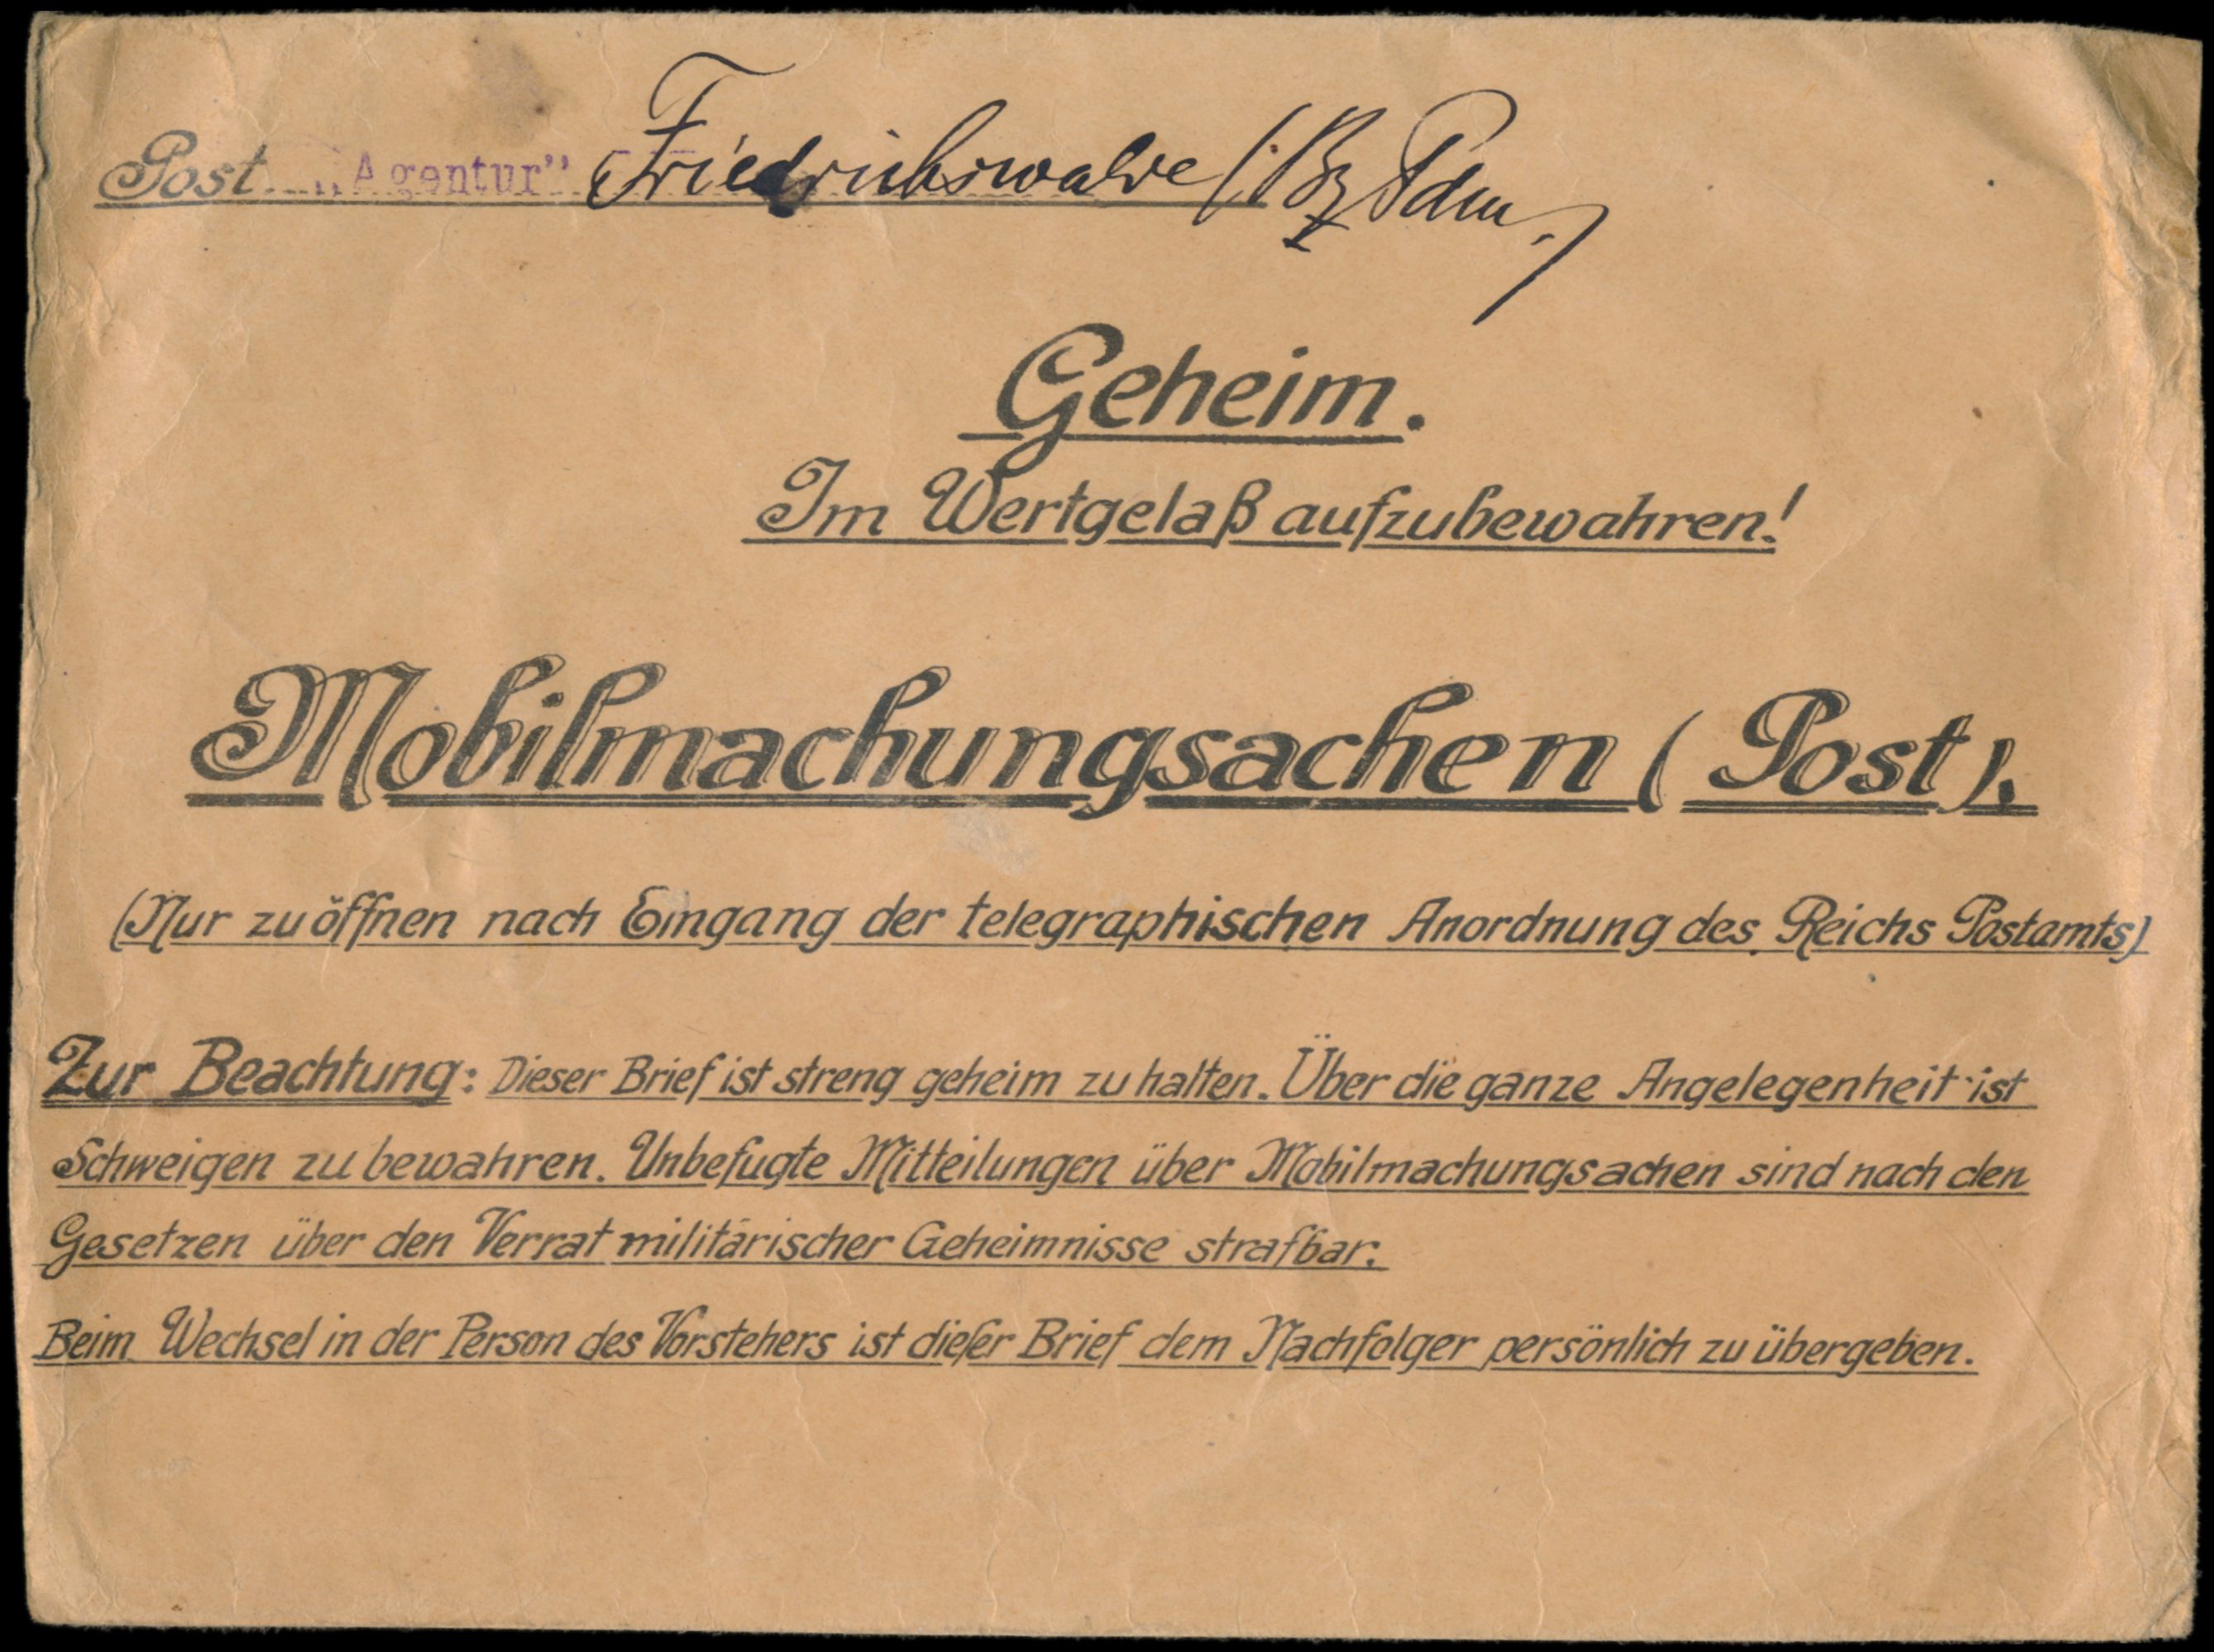 Post „Agentur" Friedrichswalde (Bz Pdm.)
Geheim.
Im Wertgelaß aufzubewahren!
Mobilmachungsachen (Post).
(Nur zu öffnen nach Eingang der telegraphischen Anordnung des Reichs Postamts)
Zur Beachtung: Dieser Brief ist streng geheim zu halten. Über die ganze Angelegenheit ist
Schweigen zu bewahren. Unbefugte Mitteilungen über Mobilmachungsachen sind nach den
Gesetzen über den Verrat militärischer Geheimnisse strafbar.
Beim Wechsel in der Person des Vorstehers ist dieser Brief dem Nachfolger persönlich zu übergeben.